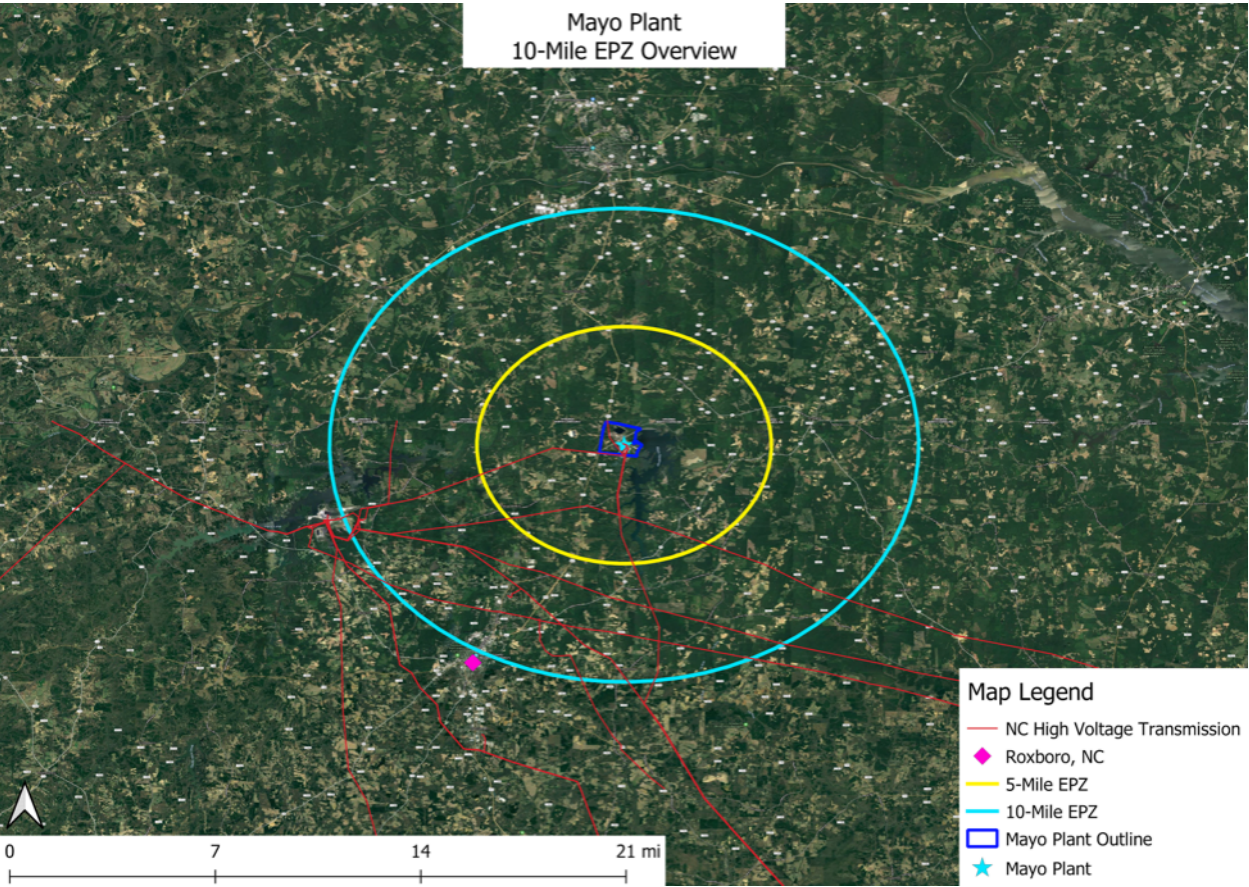 Mayo Plant
10-Mile EPZ Overview
Map Legend
NC High Voltage Transmission
Roxboro, NC
5-Mile EPZ
10-Mile EPZ
Mayo Plant Outline
Mayo Plant
0 7 14 21 mi